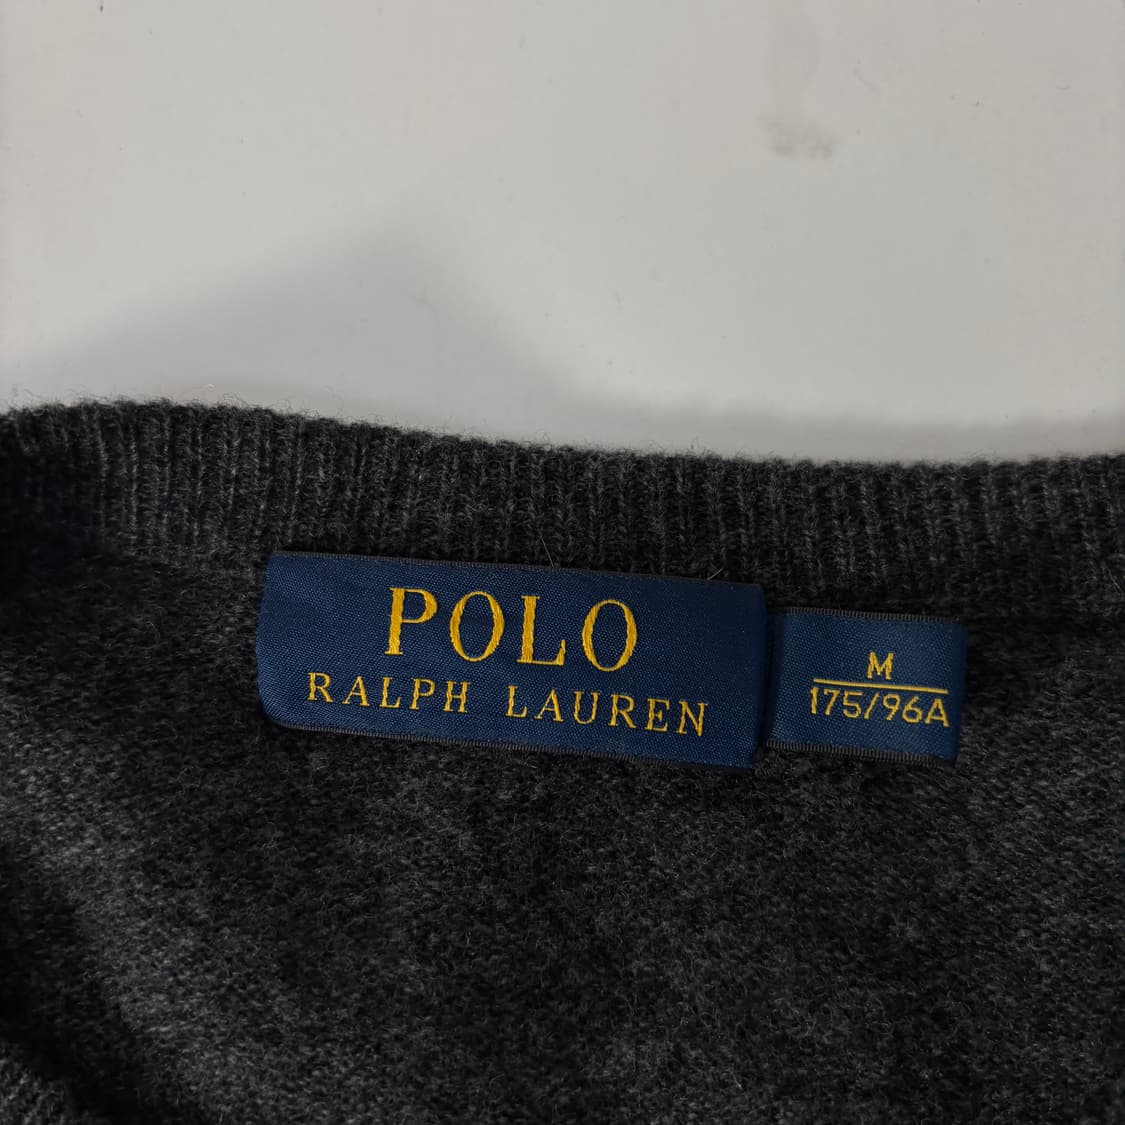 POLO
RALPH LAUREN
M
175/96A